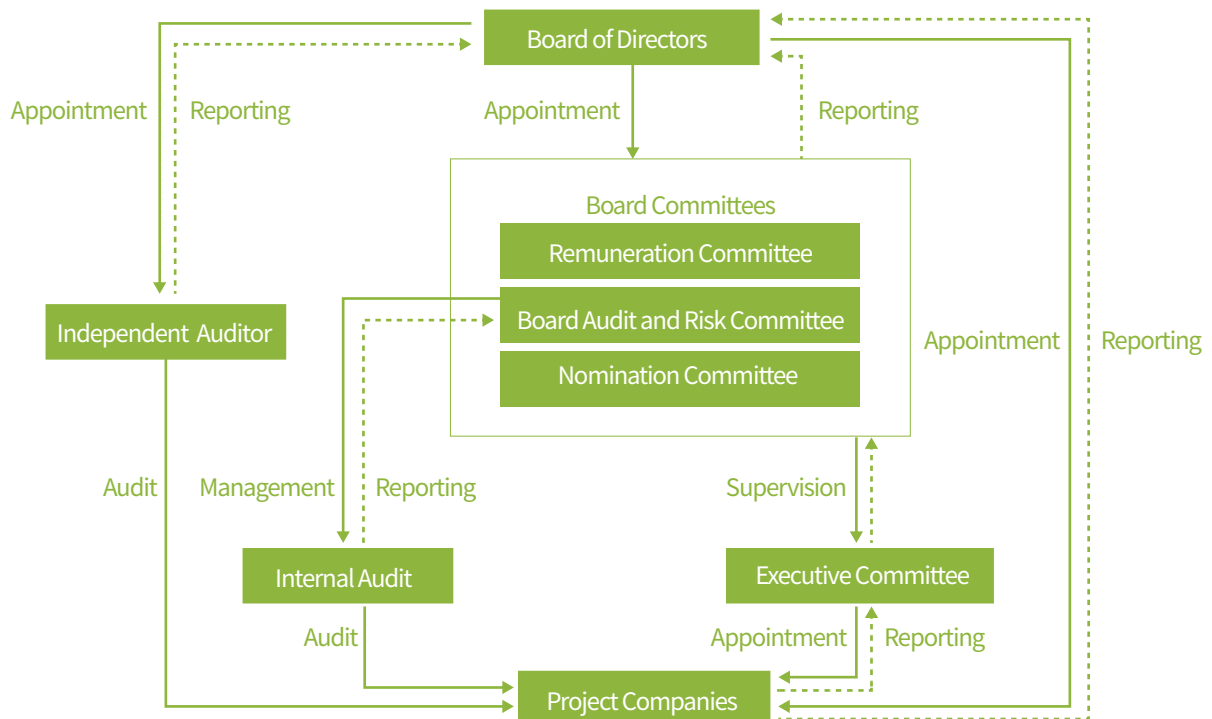 Board of Directors
Appointment
Reporting
Appointment
Reporting
Board Committees
Remuneration Committee
Board Audit and Risk Committee
Nomination Committee
Independent Auditor
Appointment
Reporting
Audit
Management
Reporting
Supervision
Internal Audit
Executive Committee
Audit
Appointment
Reporting
Project Companies